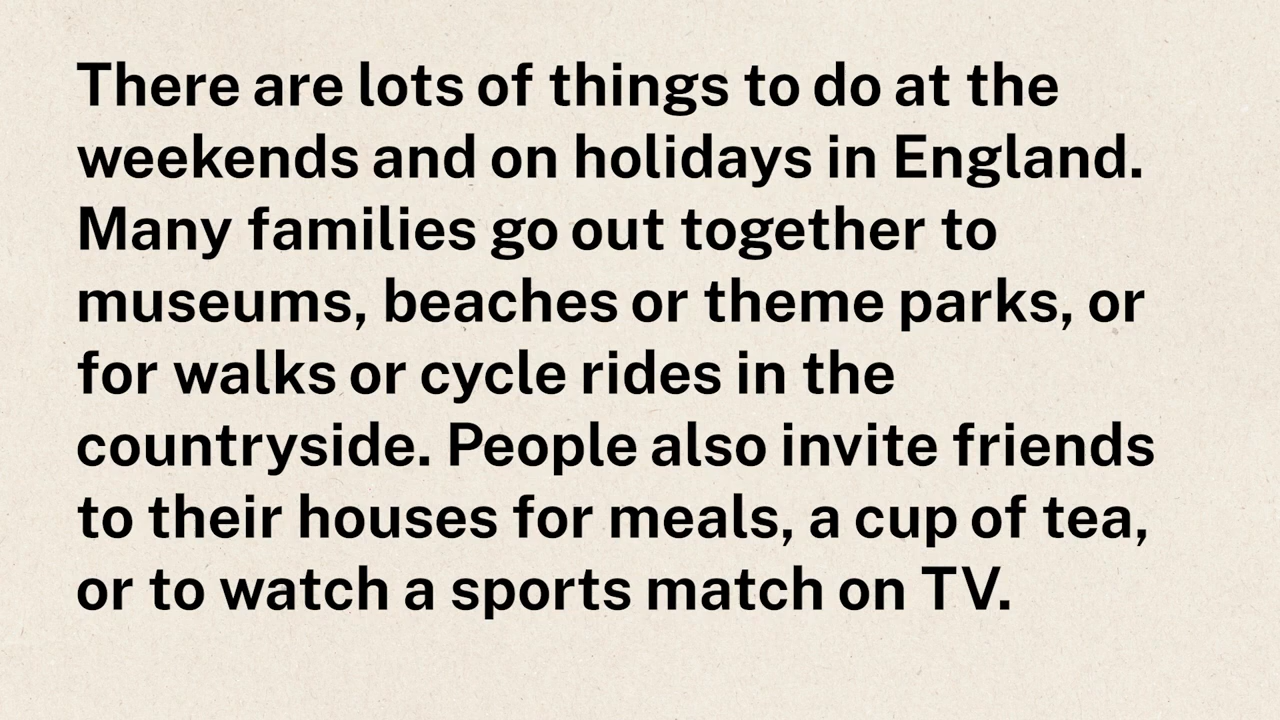 There are lots of things to do at the
weekends and on holidays in England.
Many families go out together to
museums, beaches or theme parks, or
for walks or cycle rides in the
countryside. People also invite friends
to their houses for meals, a cup of tea,
or to watch a sports match on TV.